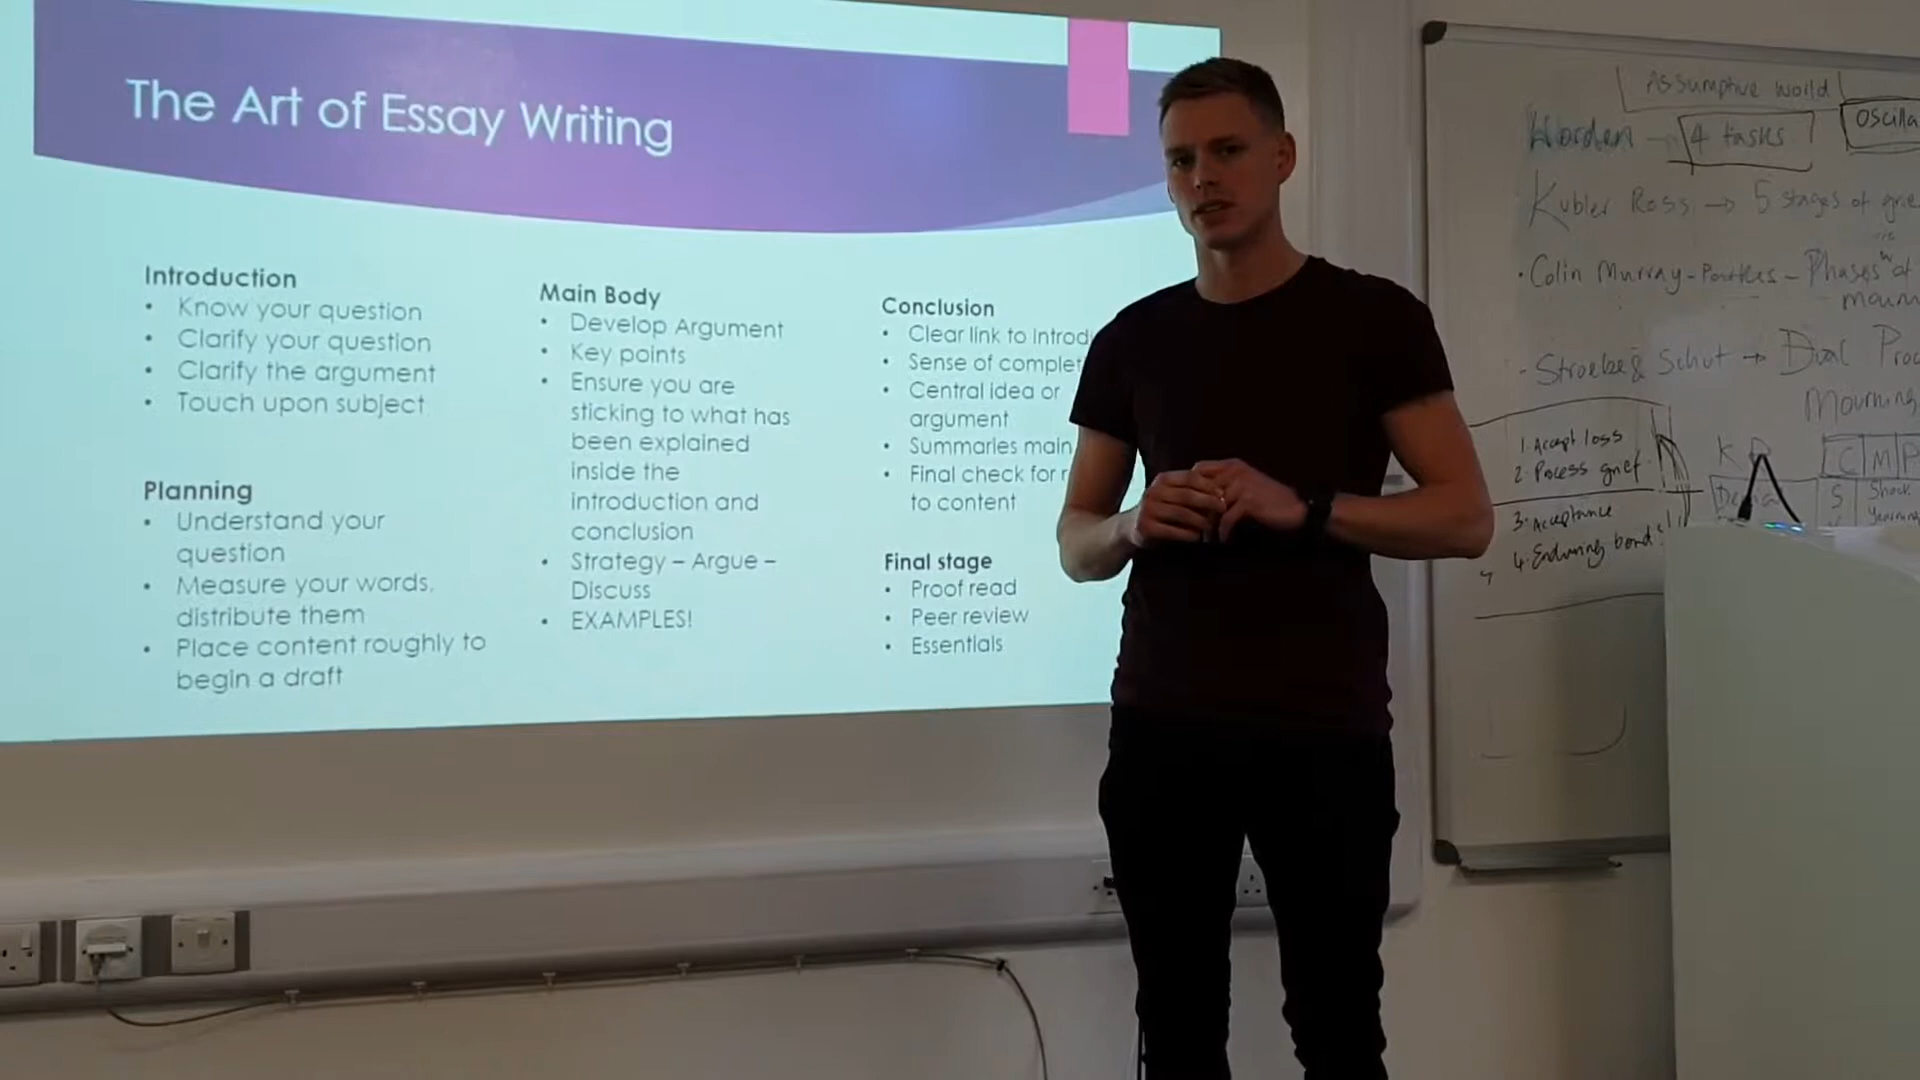 The Art of Essay Writing
Introduction
• Know your question
• Clarify your question
• Clarify the argument
• Touch upon subject
Planning
• Understand your
question
• Measure your words,
distribute them
• Place content roughly to
begin a draft
Main Body
• Develop Argument
• Key points
• Ensure you are
sticking to what has
been explained
inside the
introduction and
conclusion
• Strategy – Argue –
Discuss
• EXAMPLES!
Conclusion
• Clear link to Introd
• Sense of complet
• Central idea or
argument
• Summaries main
• Final check for r
to content
Final stage
• Proof read
• Peer review
• Essentials
Assumptive world
Worden → 4 tasks
Oscilla
Kubler Ross → 5 stages of grie
• Colin Murray-Parkes - Phases of
mourn
- Stroebe & Schut → Dual Proc
Mourning
1. Accept loss
2. Process grief
3. Acceptance
4. Enduring bond
K
C M P
Denia
S Shock
Yearning